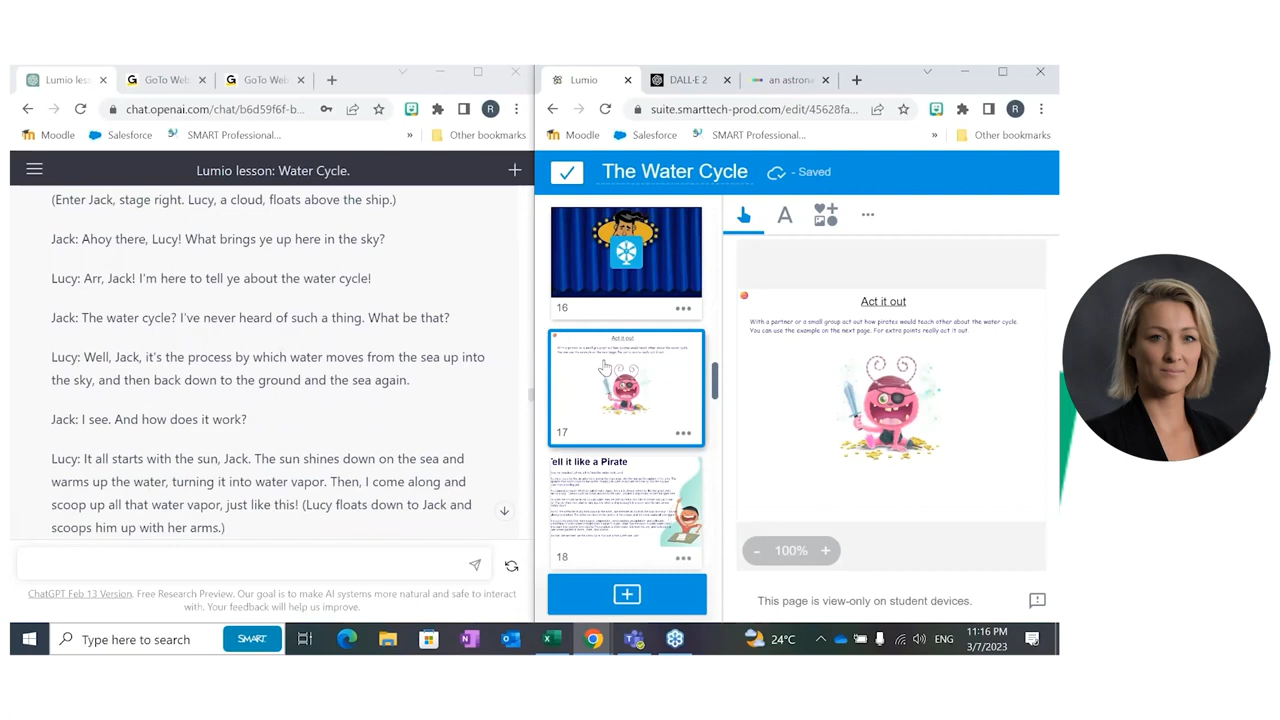 Lumio less
GoTo Web
GoTo Web
chat.openai.com/chat/b6d59f6f-b...
R
Moodle
Salesforce
SMART Professional...
»
Other bookmarks
Lumio lesson: Water Cycle.
(Enter Jack, stage right. Lucy, a cloud, floats above the ship.)
Jack: Ahoy there, Lucy! What brings ye up here in the sky?
Lucy: Arr, Jack! I'm here to tell ye about the water cycle!
Jack: The water cycle? I've never heard of such a thing. What be that?
Lucy: Well, Jack, it's the process by which water moves from the sea up into
the sky, and then back down to the ground and the sea again.
Jack: I see. And how does it work?
Lucy: It all starts with the sun, Jack. The sun shines down on the sea and
warms up the water, turning it into water vapor. Then, I come along and
scoop up all that water vapor, just like this! (Lucy floats down to Jack and
scoops him up with her arms.)
ChatGPT Feb 13 Version. Free Research Preview. Our goal is to make AI systems more natural and safe to interact
with. Your feedback will help us improve.
Lumio
DALL·E 2
an astrona
suite.smarttech-prod.com/edit/45628fa...
R
Moodle
Salesforce
SMART Professional...
»
Other bookmarks
The Water Cycle
- Saved
16
Act it out
17
Tell it like a Pirate
18
A
Act it out
With a partner or a small group act out how pirates would teach other about the water cycle.
You can use the example on the next page. For extra points really act it out.
- 100% +
This page is view-only on student devices.
Type here to search
SMART
24°C
ENG
11:16 PM
3/7/2023